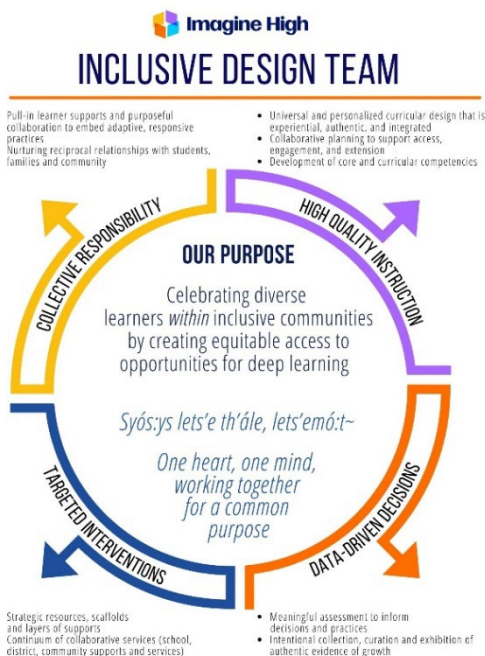 Imagine High
INCLUSIVE DESIGN TEAM
Pull-in learner supports and purposeful
collaboration to embed adaptive, responsive
practices
Nurturing reciprocal relationships with students,
families and community
• Universal and personalized curricular design that is
experiential, authentic, and integrated
• Collaborative planning to support access,
engagement, and extension
• Development of core and curricular competencies
COLLECTIVE RESPONSIBILITY
HIGH QUALITY INSTRUCTION
OUR PURPOSE
Celebrating diverse
learners within inclusive communities
by creating equitable access to
opportunities for deep learning
Syós:ys lets'e th'ále, lets'emó:t~
One heart, one mind,
working together
for a common
purpose
TARGETED INTERVENTIONS
DATA-DRIVEN DECISIONS
Strategic resources, scaffolds
and layers of supports
Continuum of collaborative services (school,
district, community supports and services)
• Meaningful assessment to inform
decisions and practices
• Intentional collection, curation and exhibition of
authentic evidence of growth